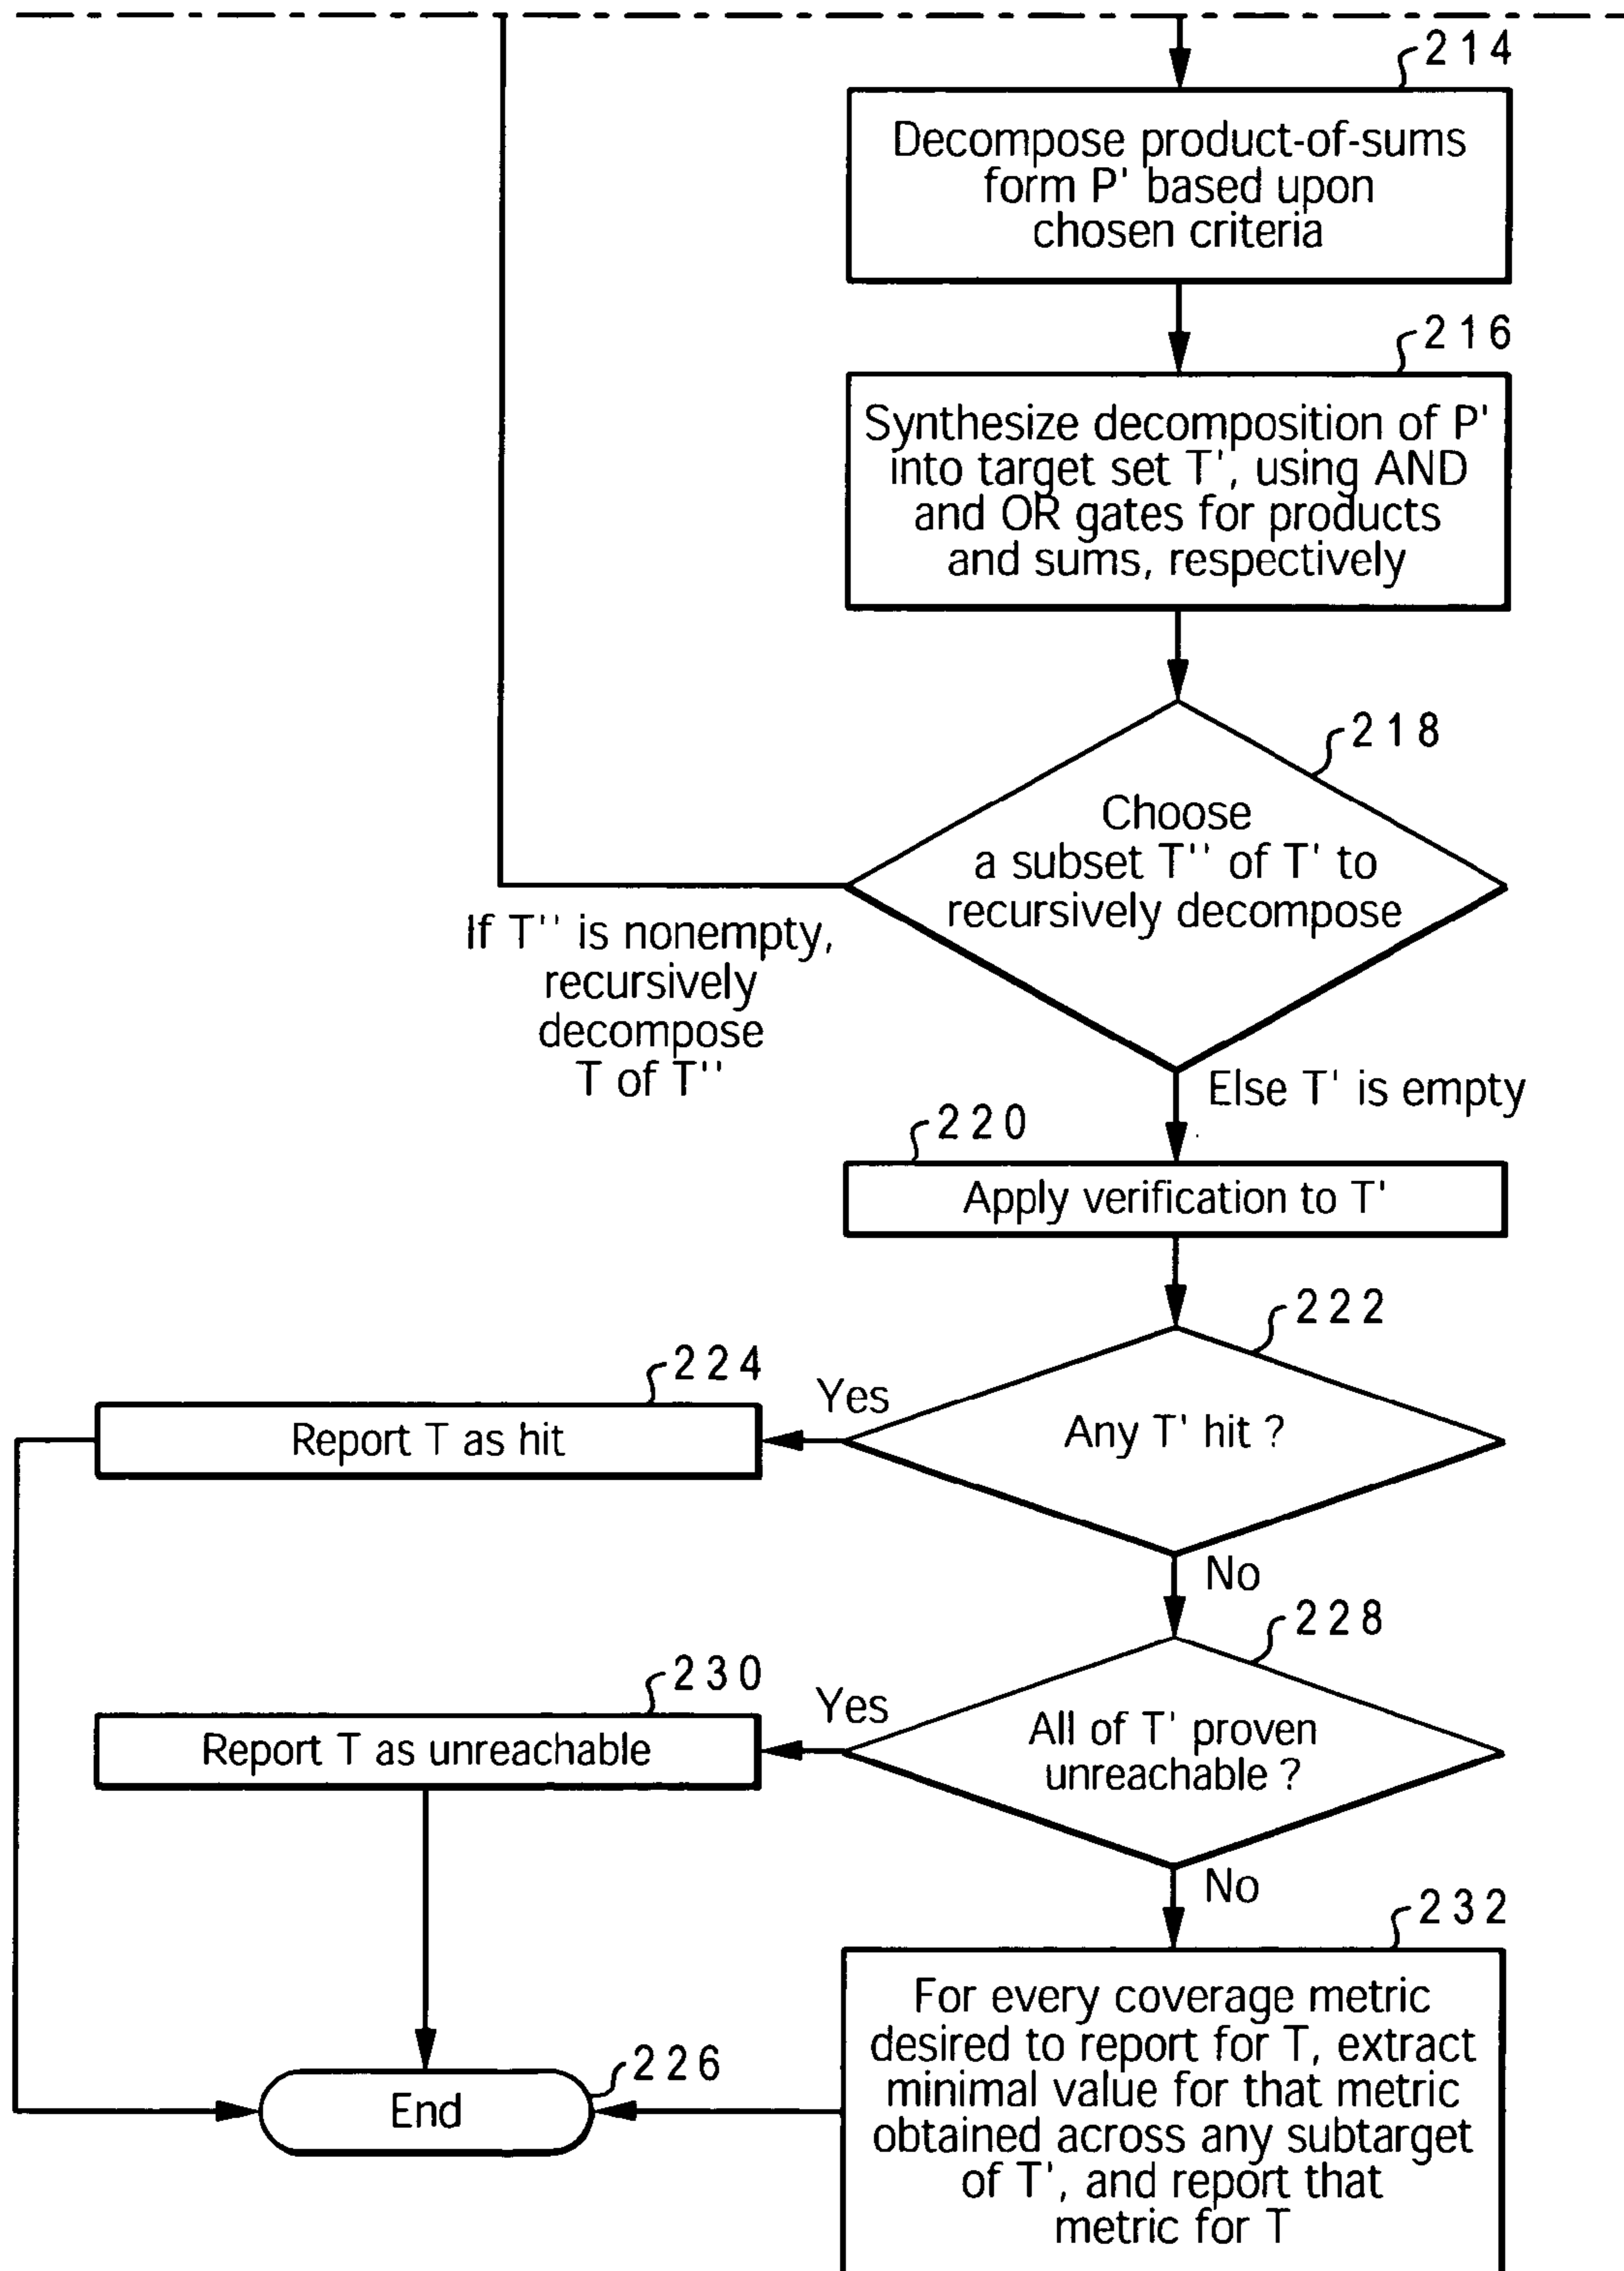 214
Decompose product-of-sums
form P' based upon
chosen criteria
216
Synthesize decomposition of P'
into target set T', using AND
and OR gates for products
and sums, respectively
218
Choose
a subset T'' of T' to
recursively decompose
If T'' is nonempty,
recursively
decompose
T of T''
Else T' is empty
220
Apply verification to T'
222
Any T' hit ?
Yes
224
Report T as hit
No
228
All of T' proven
unreachable ?
Yes
230
Report T as unreachable
No
232
For every coverage metric
desired to report for T, extract
minimal value for that metric
obtained across any subtarget
of T', and report that
metric for T
226
End